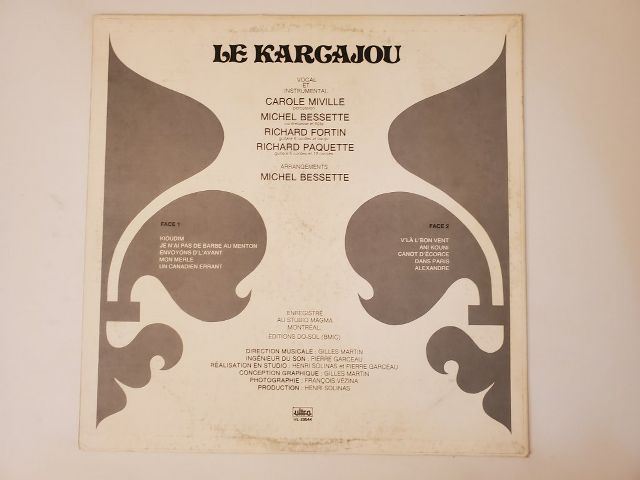 LE KARCAJOU
VOCAL
ET
INSTRUMENTAL
CAROLE MIVILLE
percussion
MICHEL BESSETTE
RICHARD FORTIN
RICHARD PAQUETTE
ARRANGEMENTS
MICHEL BESSETTE
FACE 1
KIOUDIM
JE N'AI PAS DE BARBE AU MENTON
ENVOYONS D'L'AVANT
MON MERLE
UN CANADIEN ERRANT
FACE 2
V'LÀ L'BON VENT
ANI KOUNI
CANOT D'ÉCORCE
DANS PARIS
ALEXANDRE
ENREGISTRÉ
AU STUDIO MAGMA
MONTRÉAL.
ÉDITIONS DO-SOL (BMIC)
DIRECTION MUSICALE : GILLES MARTIN
INGÉNIEUR DU SON : PIERRE GARCEAU
RÉALISATION EN STUDIO : HENRI SOLINAS et PIERRE GARCEAU
CONCEPTION GRAPHIQUE : GILLES MARTIN
PHOTOGRAPHIE : FRANÇOIS VÉZINA
PRODUCTION : HENRI SOLINAS
ultra